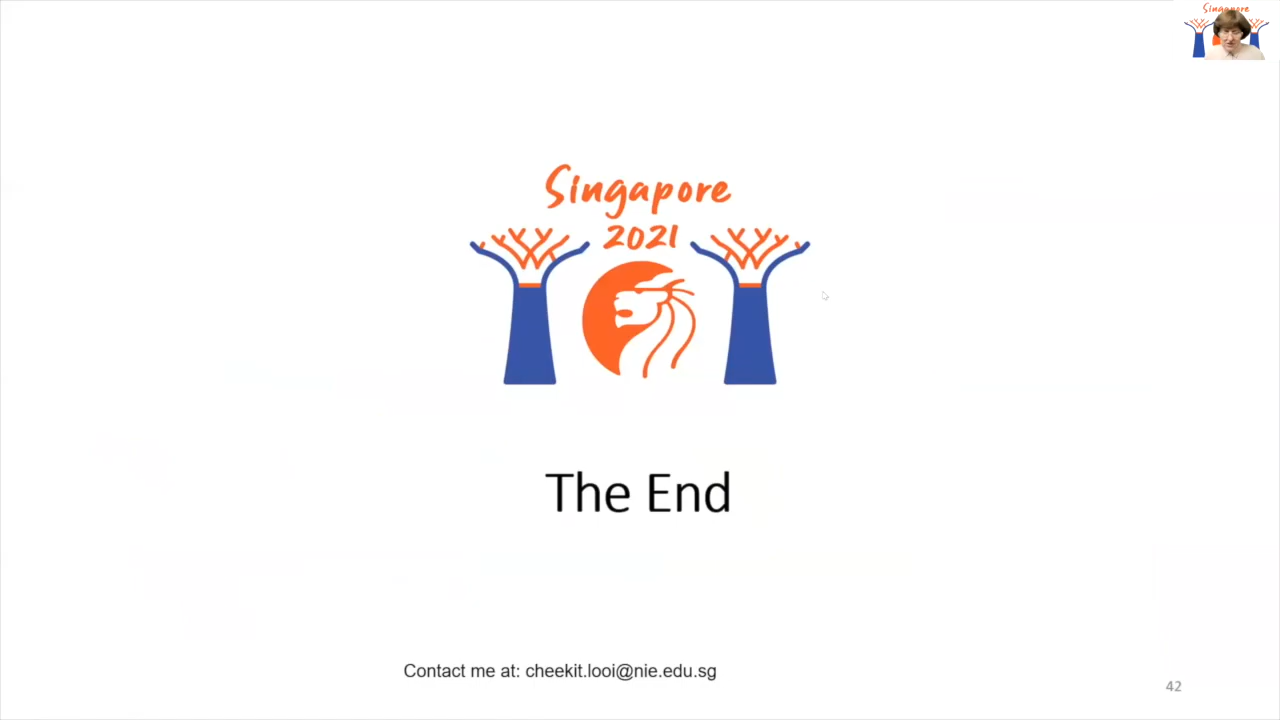 Singapore
Singapore
2021
The End
Contact me at: cheekit.looi@nie.edu.sg
42